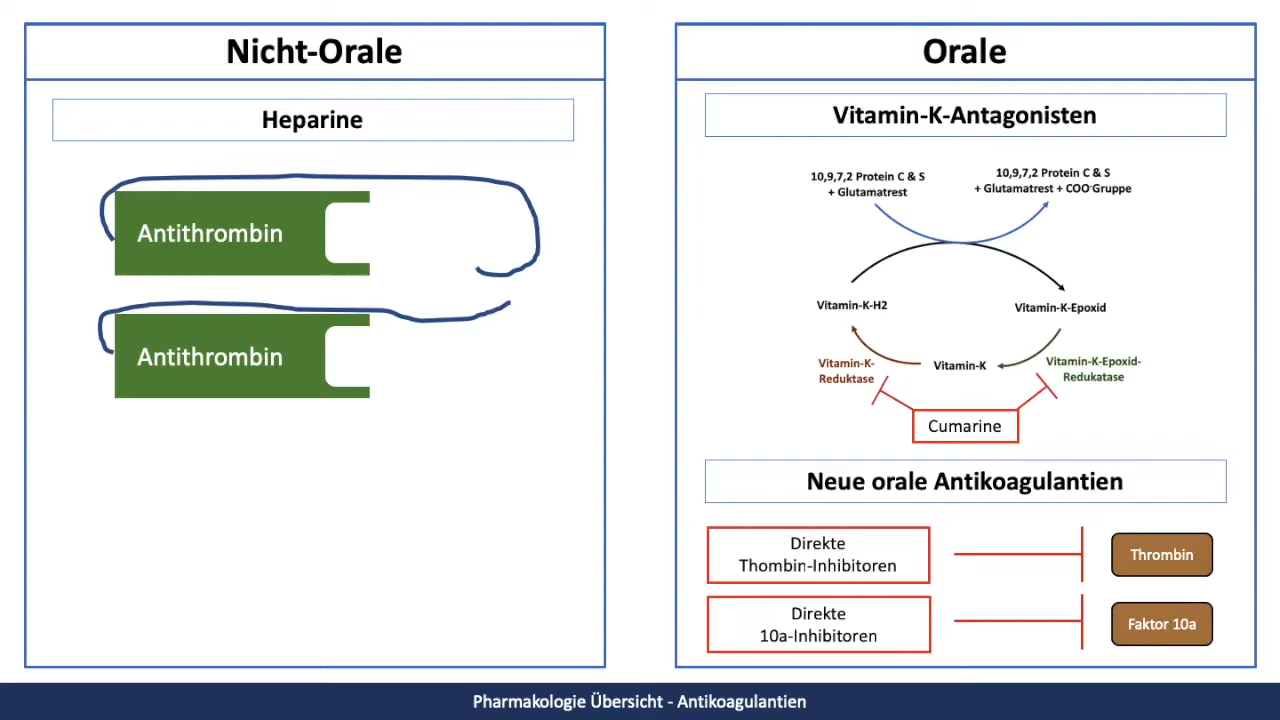 Nicht-Orale
Heparine
Antithrombin
Antithrombin
Orale
Vitamin-K-Antagonisten
10,9,7,2 Protein C & S
+ Glutamatrest
10,9,7,2 Protein C & S
+ Glutamatrest + COO-Gruppe
Vitamin-K-H2
Vitamin-K-Epoxid
Vitamin-K-
Reduktase
Vitamin-K
Vitamin-K-Epoxid-
Redukatase
Cumarine
Neue orale Antikoagulantien
Direkte
Thombin-Inhibitoren
Thrombin
Direkte
10a-Inhibitoren
Faktor 10a
Pharmakologie Übersicht - Antikoagulantien